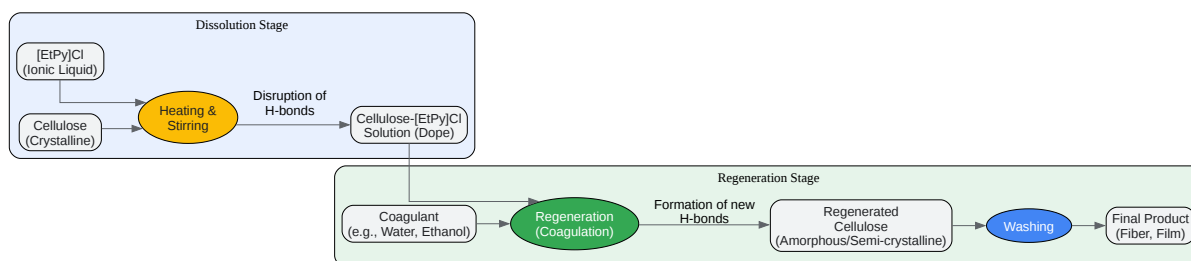 Dissolution Stage
[EtPy]Cl
(Ionic Liquid)
Cellulose
(Crystalline)
Heating &
Stirring
Disruption of
H-bonds
Cellulose-[EtPy]Cl
Solution (Dope)
Regeneration Stage
Coagulant
(e.g., Water, Ethanol)
Regeneration
(Coagulation)
Formation of new
H-bonds
Regenerated
Cellulose
(Amorphous/Semi-crystalline)
Washing
Final Product
(Fiber, Film)